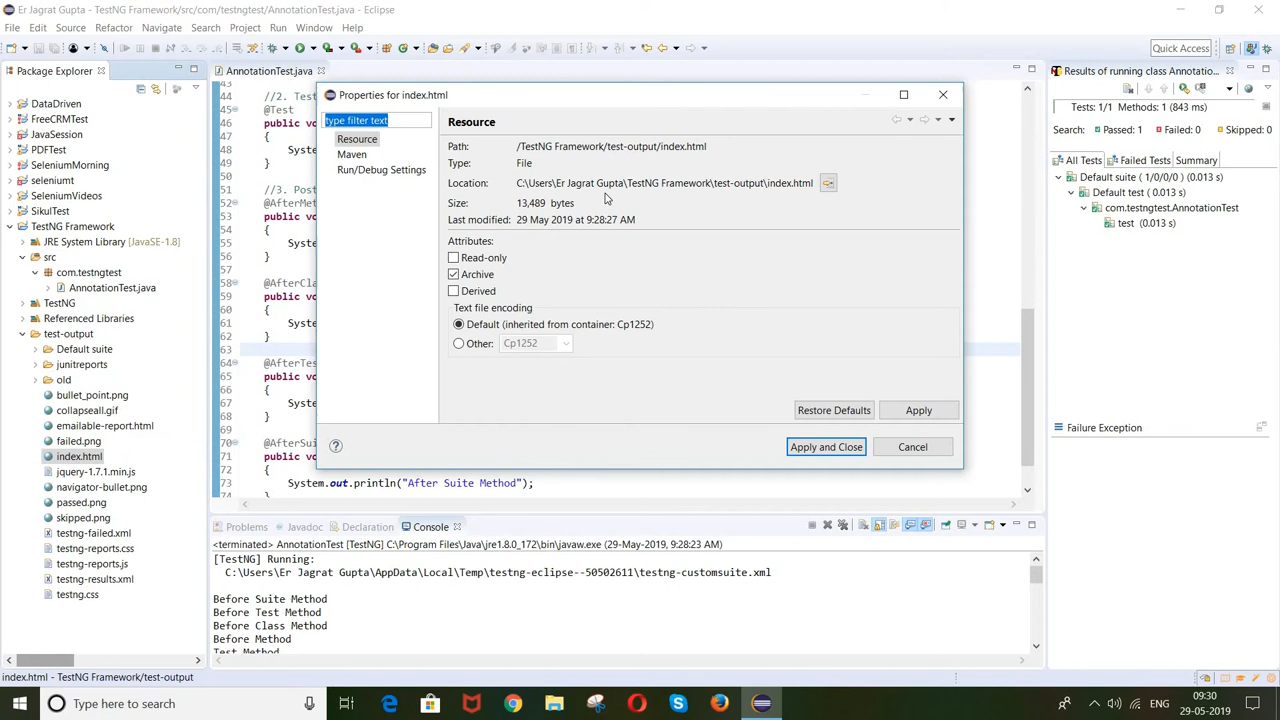 Er Jagrat Gupta - TestNG Framework/src/com/testngtest/AnnotationTest.java - Eclipse
File Edit Source Refactor Navigate Search Project Run Window Help
Quick Access
Package Explorer
DataDriven
FreeCRMTest
JavaSession
PDFTest
SeleniumMorning
seleniumt
SeleniumVideos
SikulTest
TestNG Framework
JRE System Library [JavaSE-1.8]
src
com.testngtest
AnnotationTest.java
TestNG
Referenced Libraries
test-output
Default suite
junitreports
old
bullet_point.png
collapseall.gif
emailable-report.html
failed.png
index.html
jquery-1.7.1.min.js
navigator-bullet.png
passed.png
skipped.png
testng-failed.xml
testng-reports.css
testng-reports.js
testng-results.xml
testng.css
AnnotationTest.java
43
44 //2. Test
45 @Test
46 public vo
47 {
48 Syste
49 }
50
51 //3. Post
52 @AfterMe
53 public vo
54 {
55 Syste
56 }
57
58 @AfterCla
59 public vo
60 {
61 Syste
62 }
63
64 @AfterTes
65 public vo
66 {
67 Syste
68 }
69
70 @AfterSui
71 public vo
72 {
73 System.out.println("After Suite Method");
74 }
Properties for index.html
type filter text
Resource
Maven
Run/Debug Settings
Resource
Path: /TestNG Framework/test-output/index.html
Type: File
Location: C:\Users\Er Jagrat Gupta\TestNG Framework\test-output\index.html
Size: 13,489 bytes
Last modified: 29 May 2019 at 9:28:27 AM
Attributes:
Read-only
Archive
Derived
Text file encoding
Default (inherited from container: Cp1252)
Other: Cp1252
Restore Defaults Apply
Apply and Close Cancel
Results of running class Annotatio...
Tests: 1/1 Methods: 1 (843 ms)
Search: Passed: 1 Failed: 0 Skipped: 0
All Tests Failed Tests Summary
Default suite ( 1/0/0/0 ) (0.013 s)
Default test ( 0.013 s)
com.testngtest.AnnotationTest
test (0.013 s)
Failure Exception
Problems Javadoc Declaration Console
<terminated> AnnotationTest [TestNG] C:\Program Files\Java\jre1.8.0_172\bin\javaw.exe (29-May-2019, 9:28:23 AM)
[TestNG] Running:
C:\Users\Er Jagrat Gupta\AppData\Local\Temp\testng-eclipse--50502611\testng-customsuite.xml
Before Suite Method
Before Test Method
Before Class Method
Before Method
Test Method
index.html - TestNG Framework/test-output
Type here to search
ENG
09:30
29-05-2019